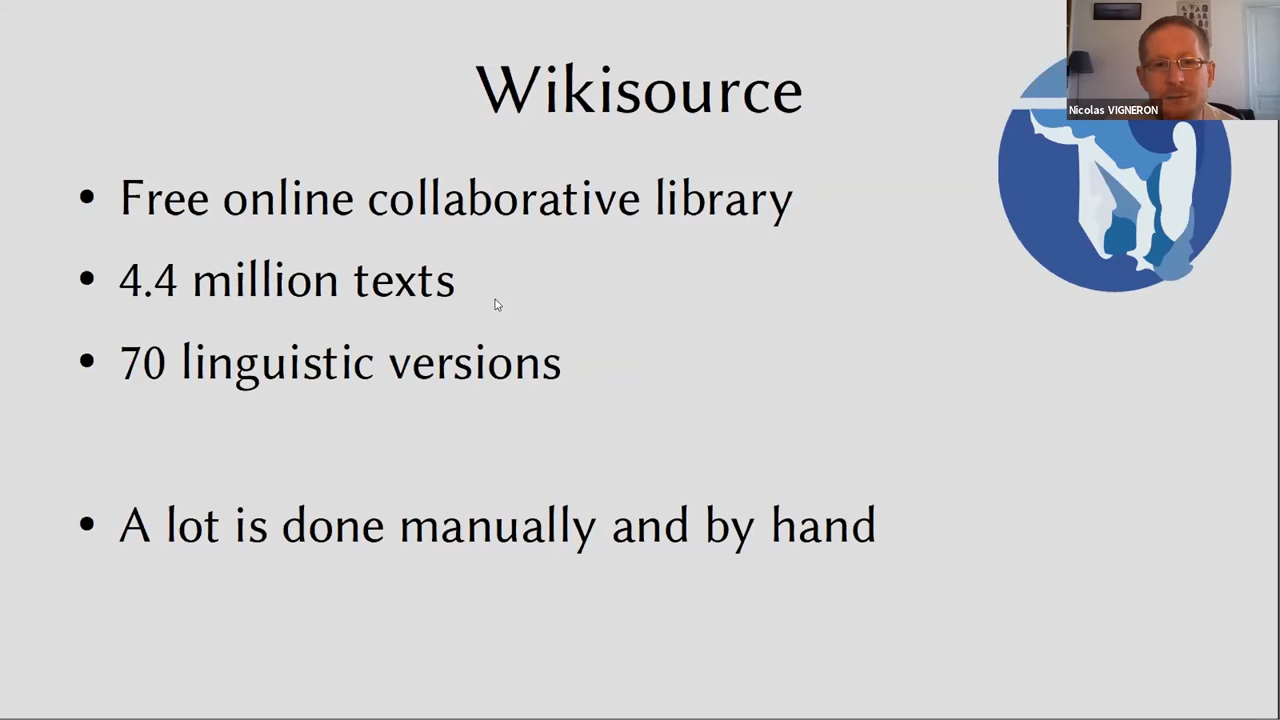 Wikisource
Nicolas VIGNERON
• Free online collaborative library
• 4.4 million texts
• 70 linguistic versions
• A lot is done manually and by hand